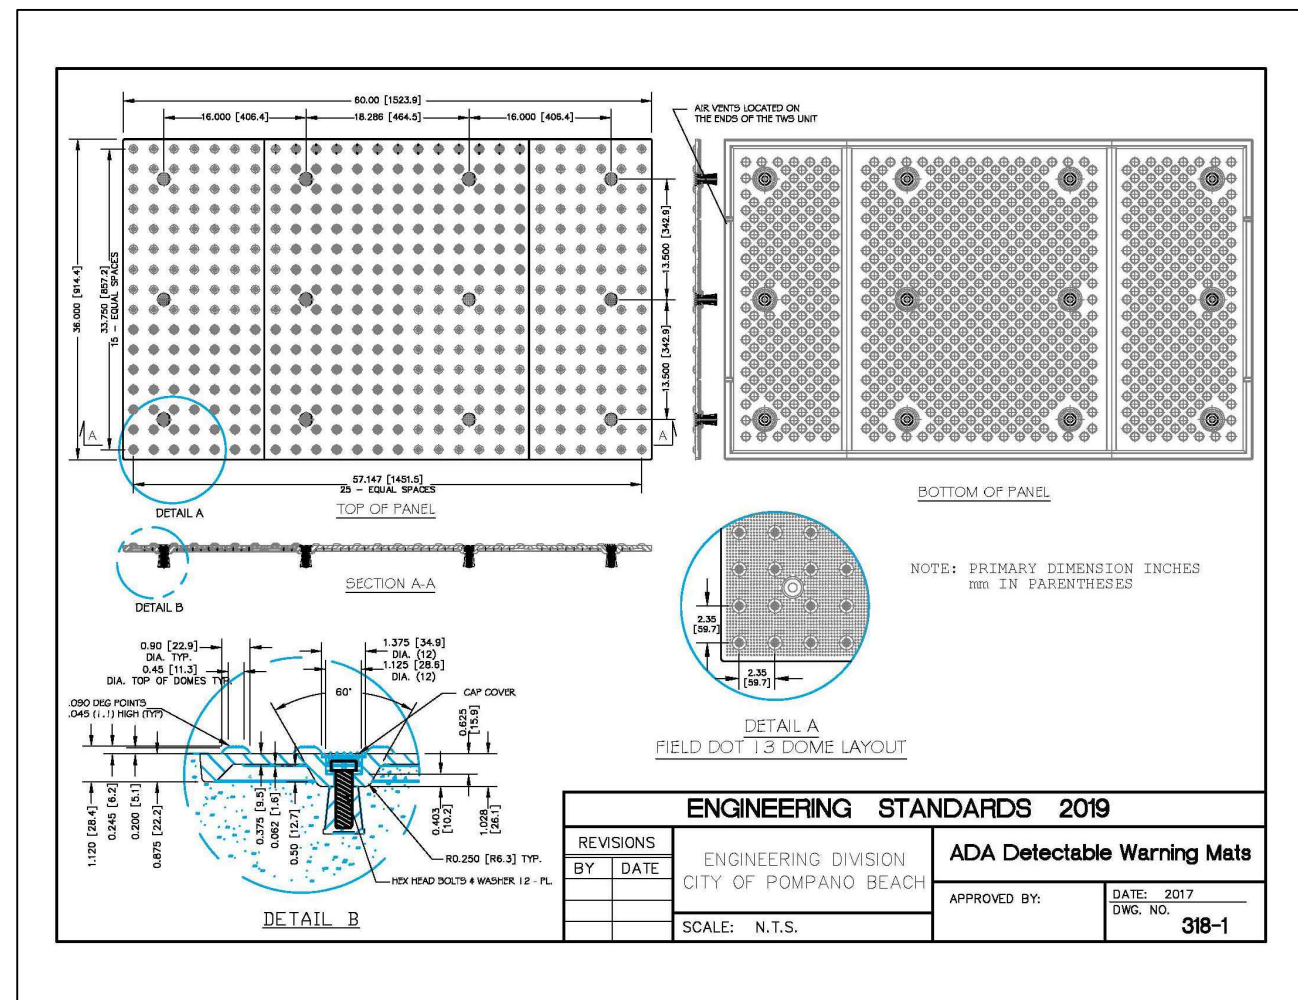 60.00 [1523.9]
16.000 [406.4]
18.286 [464.5]
16.000 [406.4]
AIR VENTS LOCATED ON
THE ENDS OF THE TWS UNIT
36.000 [914.4]
33.750 [857.2]
15 - EQUAL SPACES
13.500 [342.9]
13.500 [342.9]
A
A
57.147 [1451.5]
25 - EQUAL SPACES
DETAIL A
TOP OF PANEL
BOTTOM OF PANEL
SECTION A-A
DETAIL B
NOTE: PRIMARY DIMENSION INCHES
mm IN PARENTHESES
2.35
[59.7]
2.35
[59.7]
DETAIL A
FIELD DOT 13 DOME LAYOUT
0.90 [22.9]
DIA. TYP.
0.45 [11.3]
DIA. TOP OF DOMES TYP.
1.375 [34.9]
DIA. (12)
1.125 [28.6]
DIA. (12)
60°
CAP COVER
.090 DEG POINTS
.045 (1.1) HIGH (TYP)
0.625
[15.9]
1.120 [28.4]
0.245 [6.2]
0.200 [5.1]
0.875 [22.2]
0.375 [9.5]
0.062 [1.6]
0.50 [12.7]
0.403
[10.2]
1.028
[26.1]
R0.250 [R6.3] TYP.
HEX HEAD BOLTS & WASHER 12 - PL.
DETAIL B
ENGINEERING STANDARDS 2019
REVISIONS
BY DATE
ENGINEERING DIVISION
CITY OF POMPANO BEACH
SCALE: N.T.S.
ADA Detectable Warning Mats
APPROVED BY:
DATE: 2017
DWG. NO.
318-1